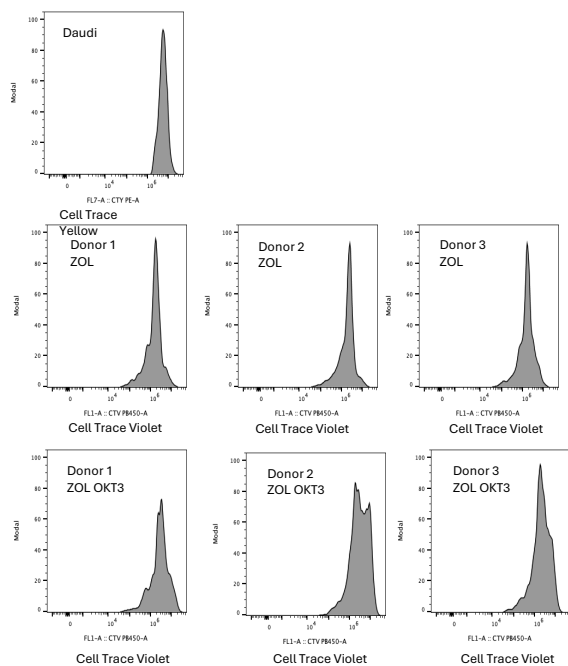 Daudi
Modal
100
80
60
40
20
0
0 10^4 10^6
FL7-A :: CTY PE-A
Cell Trace
Yellow
Donor 1
ZOL
Modal
100
80
60
40
20
0
0 10^4 10^6
FL1-A :: CTV PB450-A
Cell Trace Violet
Donor 2
ZOL
Modal
100
80
60
40
20
0
0 10^4 10^6
FL1-A :: CTV PB450-A
Cell Trace Violet
Donor 3
ZOL
Modal
100
80
60
40
20
0
0 10^4 10^6
FL1-A :: CTV PB450-A
Cell Trace Violet
Donor 1
ZOL OKT3
Modal
100
80
60
40
20
0
0 10^4 10^6
FL1-A :: CTV PB450-A
Cell Trace Violet
Donor 2
ZOL OKT3
Modal
100
80
60
40
20
0
0 10^4 10^6
FL1-A :: CTV PB450-A
Cell Trace Violet
Donor 3
ZOL OKT3
Modal
100
80
60
40
20
0
0 10^4 10^6
FL1-A :: CTV PB450-A
Cell Trace Violet